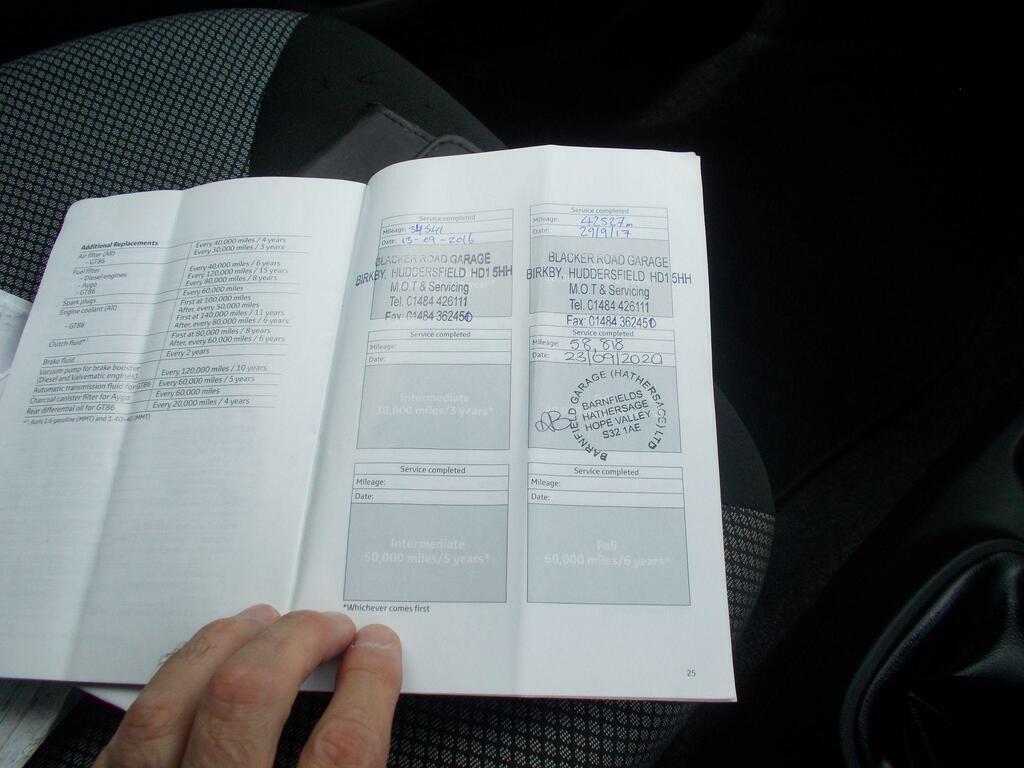 Additional Replacements
Air filter (All) Every 40,000 miles / 4 years
- GT86 Every 30,000 miles / 3 years
Fuel filter
- Diesel engines Every 40,000 miles / 6 years
- Aygo Every 120,000 miles / 15 years
- GT86 Every 80,000 miles / 8 years
Spark plugs Every 60,000 miles
Engine coolant (All) First at 100,000 miles
After, every 50,000 miles
- GT86 First at 140,000 miles / 11 years
After, every 80,000 miles / 6 years
Clutch fluid*¹ First at 80,000 miles / 8 years
After, every 60,000 miles / 6 years
Brake fluid Every 2 years
Vacuum pump for brake booster
(Diesel and Valvematic engines) Every 120,000 miles / 10 years
Automatic transmission fluid for GT86 Every 60,000 miles / 5 years
Charcoal canister filter for Aygo Every 60,000 miles
Rear differential oil for GT86 Every 20,000 miles / 4 years
Service completed
Mileage: 34541
Date: 13-09-2016
BLACKER ROAD GARAGE
BIRKBY, HUDDERSFIELD HD1 5HH
M.O.T & Servicing
Tel. 01484 426111
Fax: 01484 362450
Service completed
Mileage: 42527m
Date: 29/9/17
BLACKER ROAD GARAGE
BIRKBY, HUDDERSFIELD HD1 5HH
M.O.T & Servicing
Tel. 01484 426111
Fax: 01484 362450
Service completed
Mileage:
Date:
Intermediate
30,000 miles/3 years*
Service completed
Mileage: 58,818
Date: 23/09/2020
BARNFIELD GARAGE (HATHERSAGE) LTD
BARNFIELDS
HATHERSAGE
HOPE VALLEY
S32 1AE
Service completed
Mileage:
Date:
Intermediate
50,000 miles/5 years*
Service completed
Mileage:
Date:
Full
60,000 miles/6 years*
*Whichever comes first
25